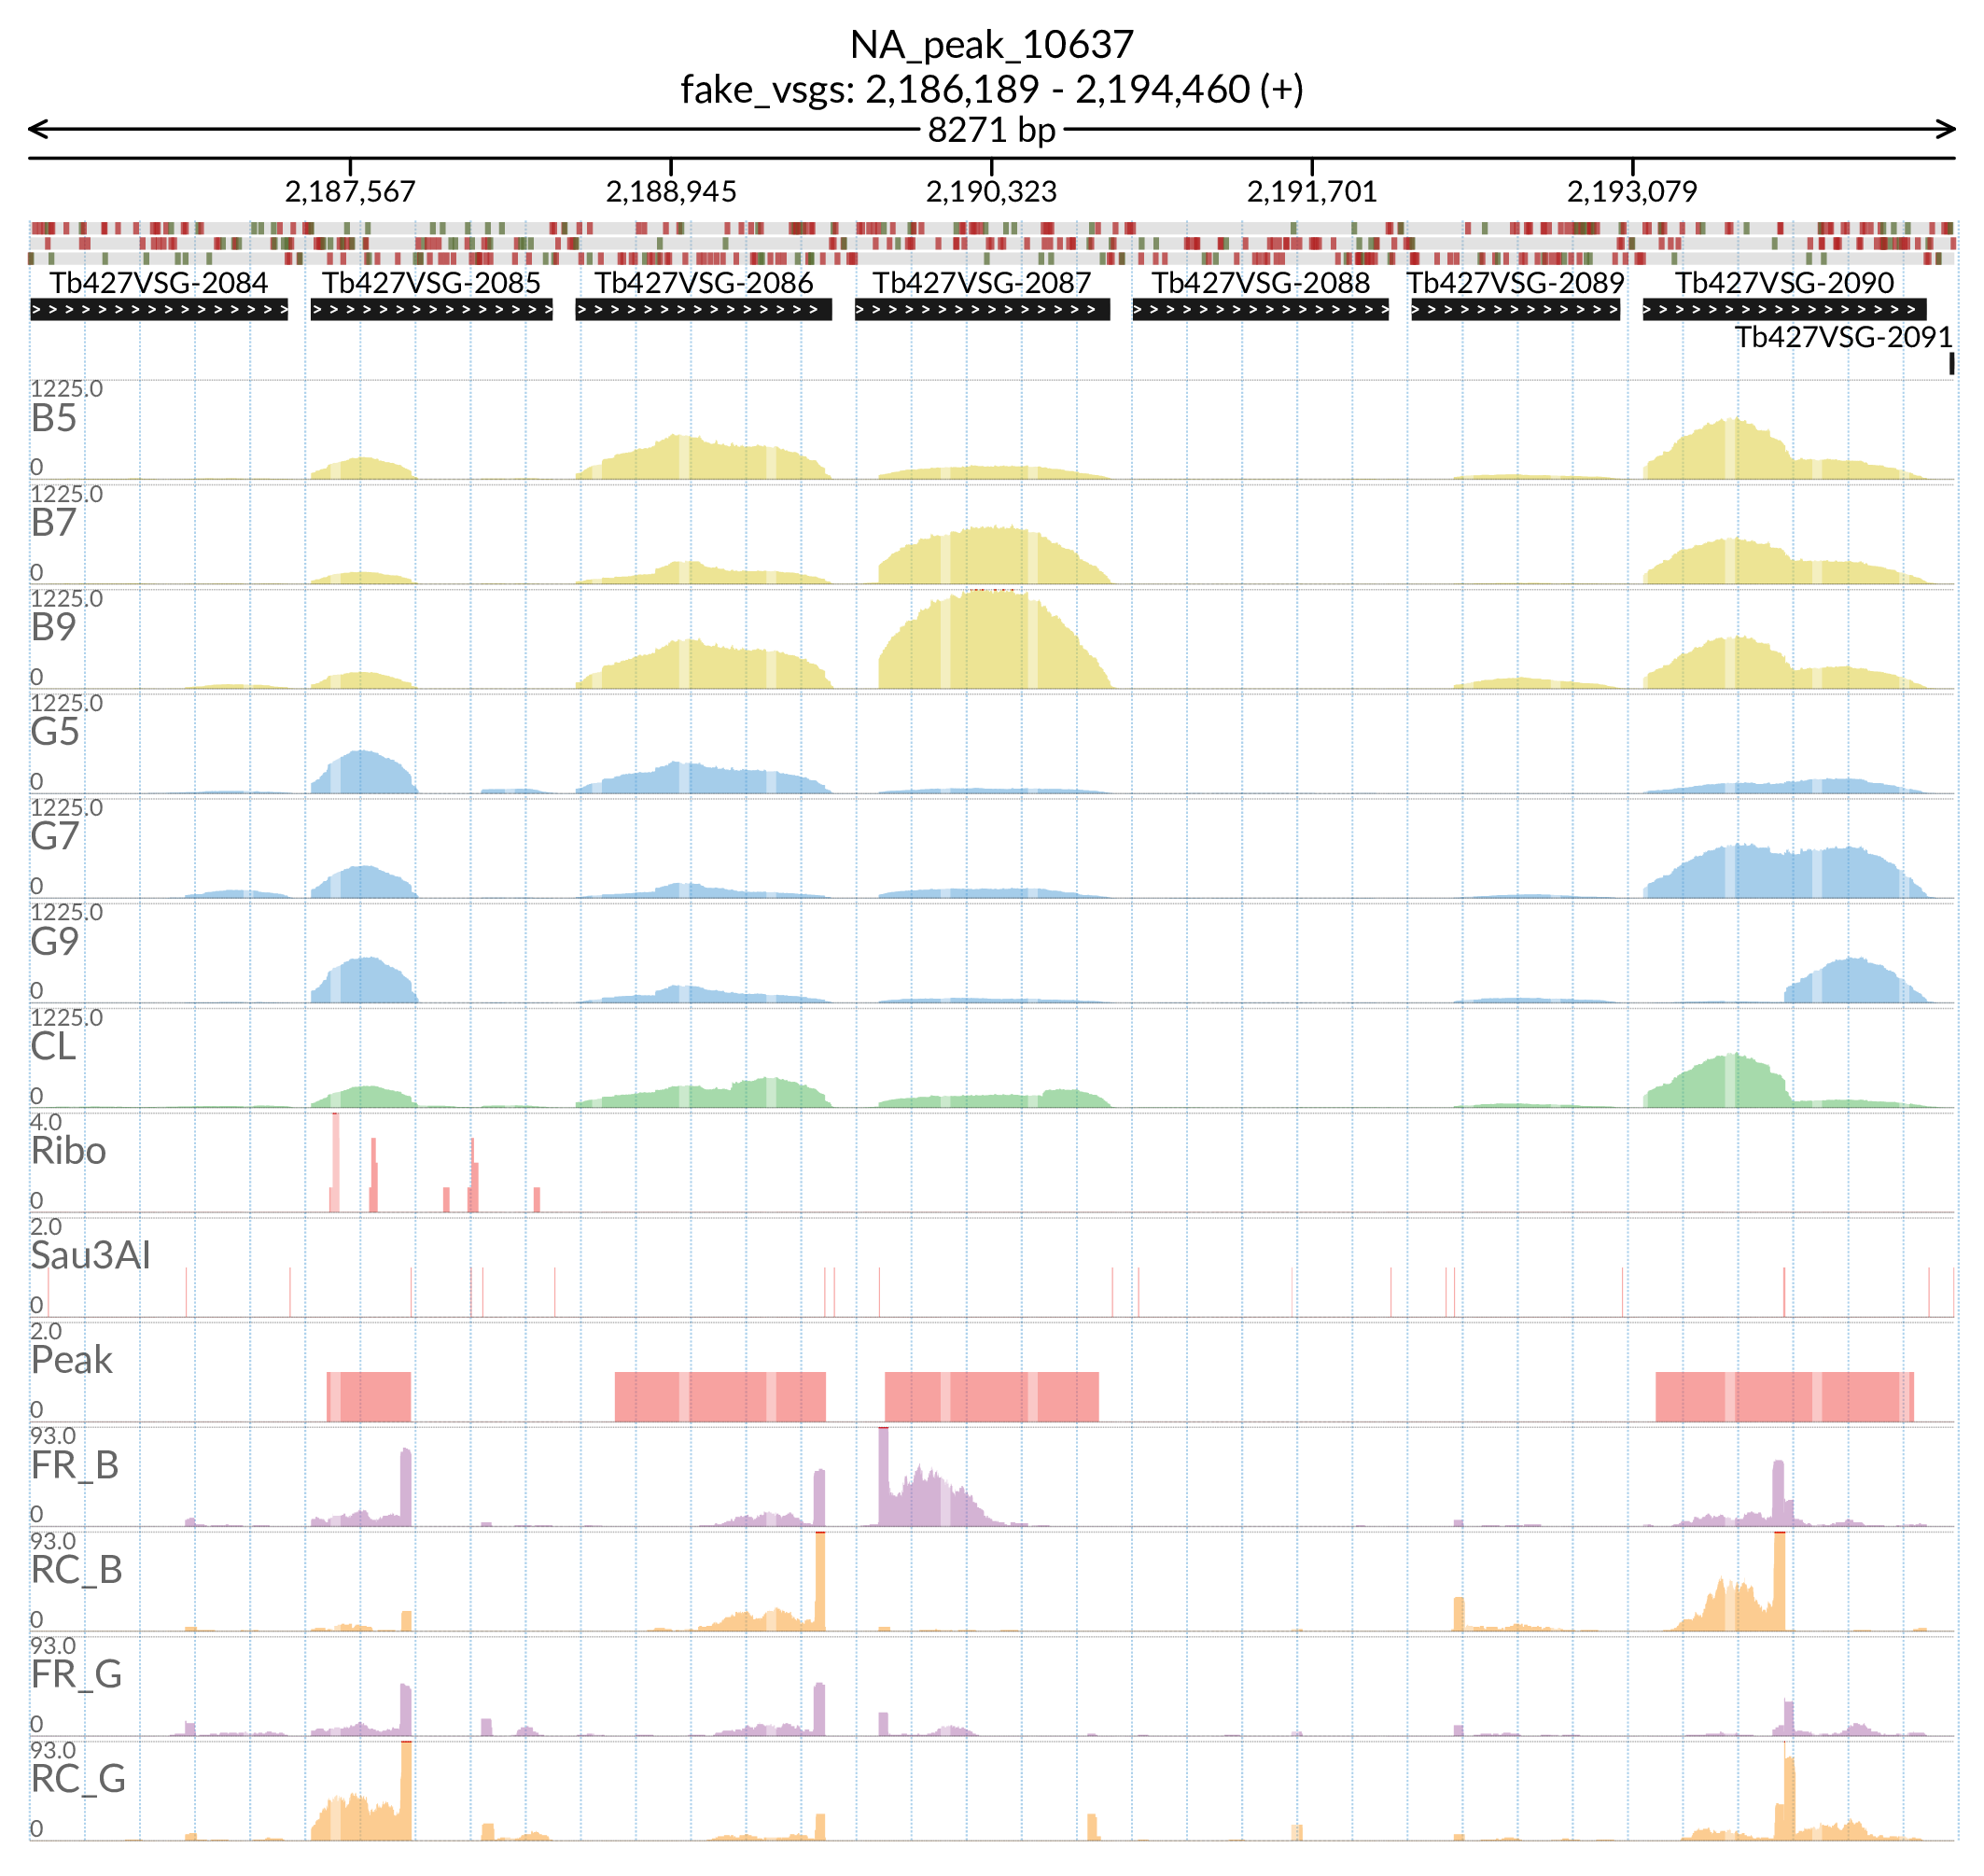 NA_peak_10637
fake_vsgs: 2,186,189 - 2,194,460 (+)
8271 bp
2,187,567 2,188,945 2,190,323 2,191,701 2,193,079
Tb427VSG-2084 Tb427VSG-2085 Tb427VSG-2086 Tb427VSG-2087 Tb427VSG-2088 Tb427VSG-2089 Tb427VSG-2090
Tb427VSG-2091
1225.0
B5
0
1225.0
B7
0
1225.0
B9
0
1225.0
G5
0
1225.0
G7
0
1225.0
G9
0
1225.0
CL
0
4.0
Ribo
0
2.0
Sau3AI
0
2.0
Peak
0
93.0
FR_B
0
93.0
RC_B
0
93.0
FR_G
0
93.0
RC_G
0